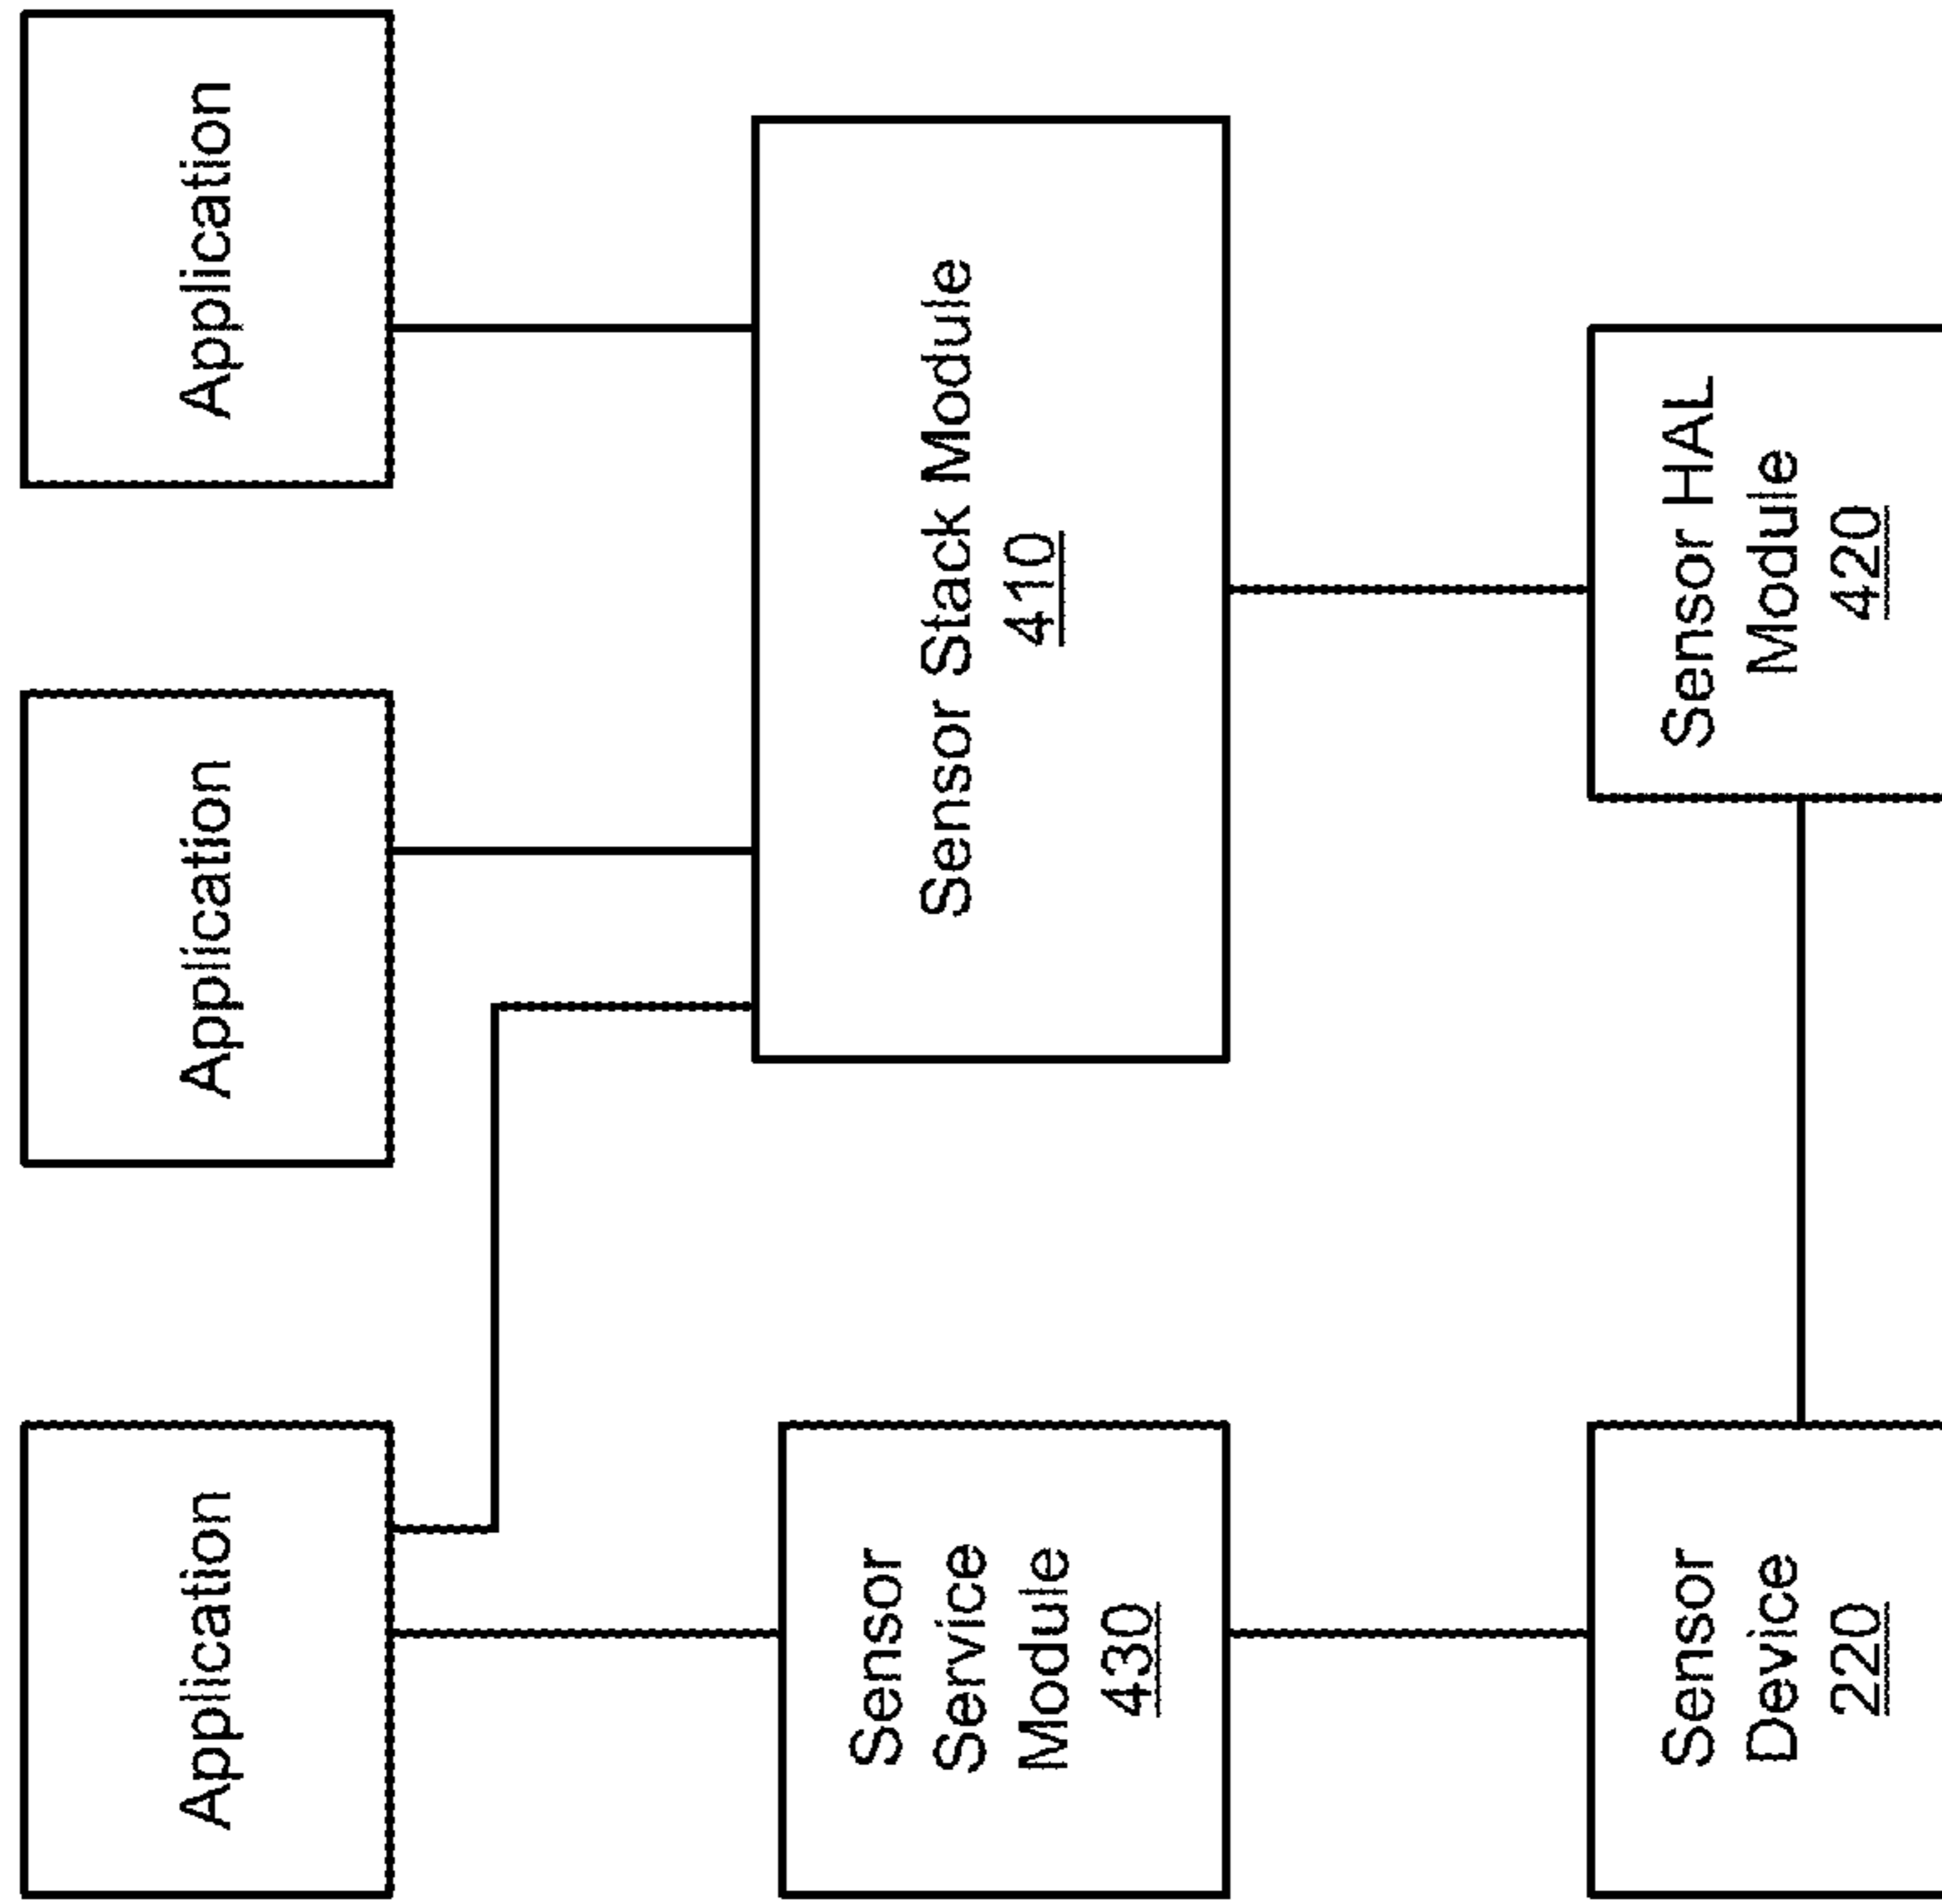 Application
Application
Application
Sensor
Service
Module
430
Sensor Stack Module
410
Sensor
Device
220
Sensor HAL
Module
420